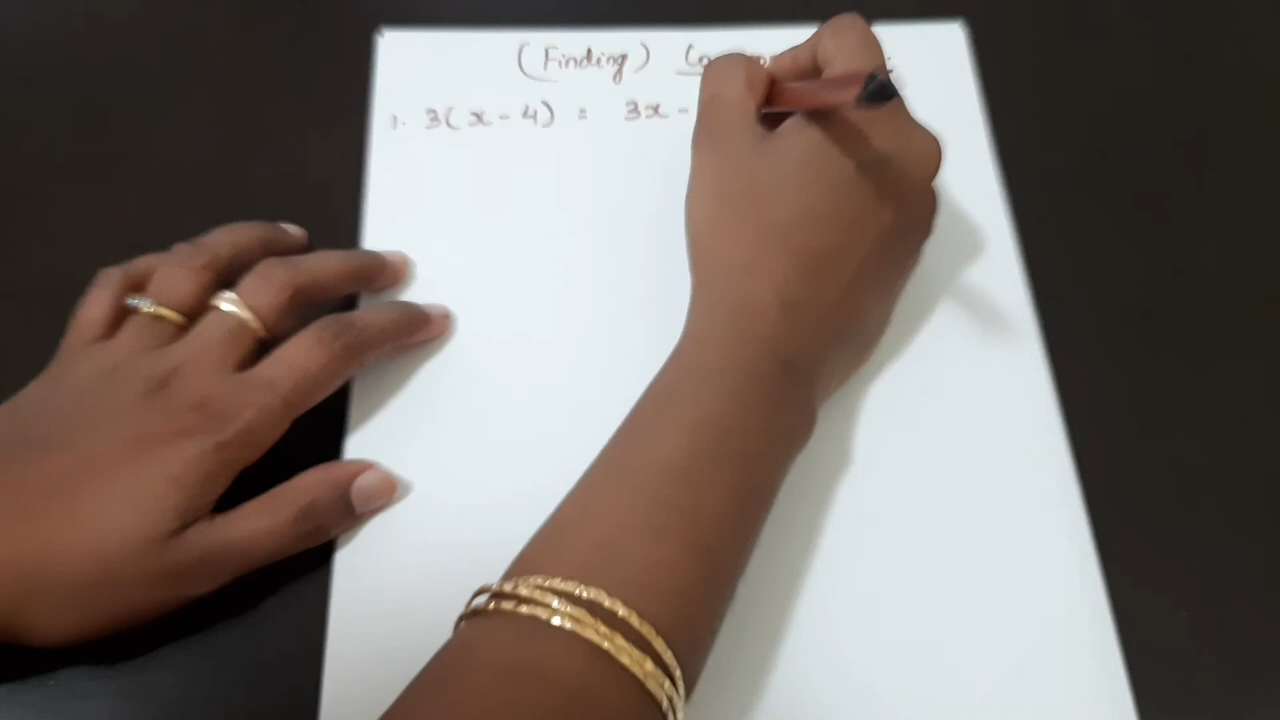 (Finding)
1. 3(x - 4) = 3x -